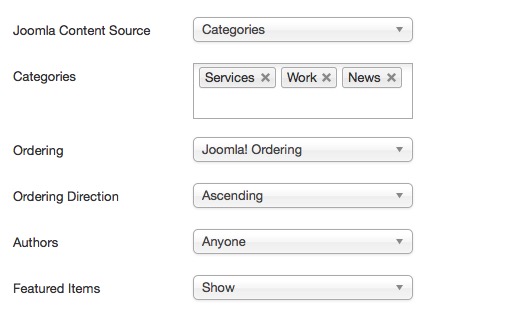 Joomla Content Source Categories
Categories Services × Work × News ×
Ordering Joomla! Ordering
Ordering Direction Ascending
Authors Anyone
Featured Items Show